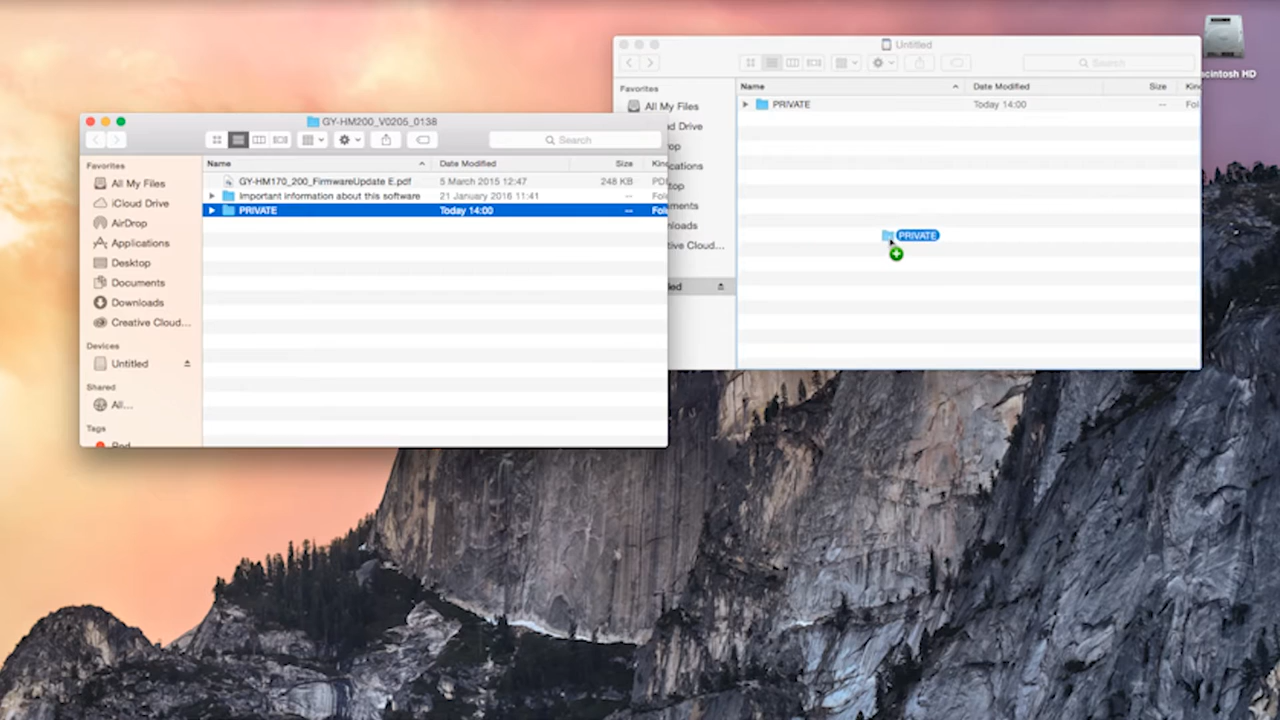 Untitled
Search
Favorites
All My Files
Name
Date Modified
Size
PRIVATE
Today 14:00
--
PRIVATE
GY-HM200_V0205_0138
Search
Favorites
All My Files
iCloud Drive
AirDrop
Applications
Desktop
Documents
Downloads
Creative Cloud...
Devices
Untitled
Shared
All...
Tags
Name
Date Modified
Size
GY-HM170_200_FirmwareUpdate E.pdf
5 March 2015 12:47
248 KB
Important information about this software
21 January 2016 11:41
--
PRIVATE
Today 14:00
--